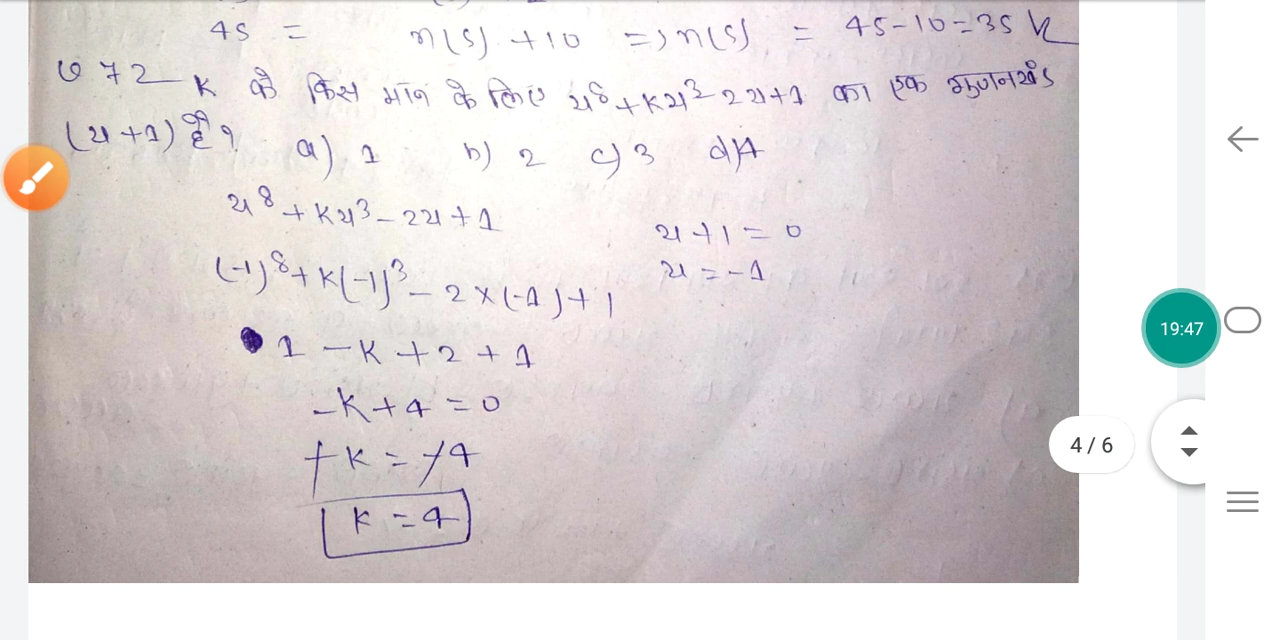 45 = n(S) + 10 => n(S) = 45-10=35
72 K के किस मान के लिए x⁸+Kx³-2x+1 का एक गुणनखंड
(x+1) है? a) 1 b) 2 c) 3 d) 4
x⁸ + Kx³ - 2x + 1
x + 1 = 0
(-1)⁸ + K(-1)³ - 2×(-1) + 1
x = -1
1 - K + 2 + 1
-K + 4 = 0
+K = +4
K = 4
19:47
4 / 6